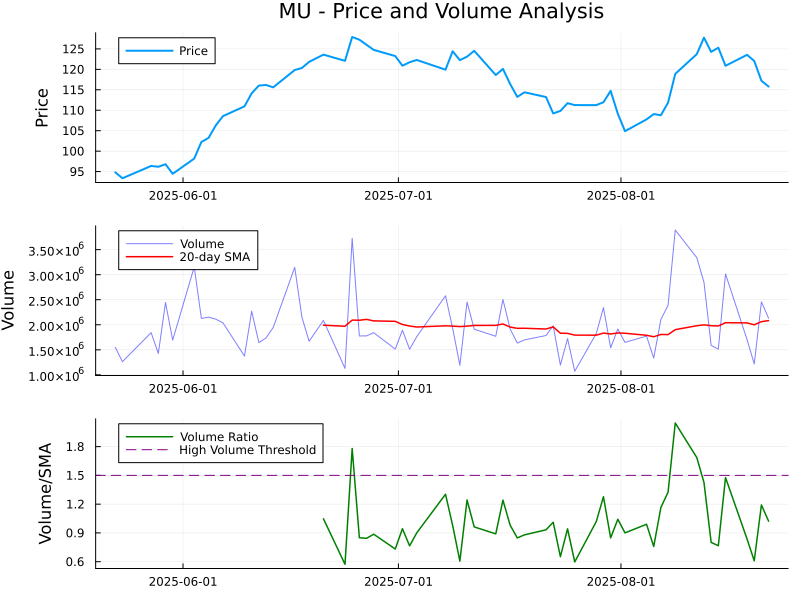 MU - Price and Volume Analysis
Price
125
120
115
110
105
100
95
Price
2025-06-01 2025-07-01 2025-08-01
Volume
20-day SMA
3.50×10⁶
3.00×10⁶
2.50×10⁶
2.00×10⁶
1.50×10⁶
1.00×10⁶
Volume
2025-06-01 2025-07-01 2025-08-01
Volume Ratio
High Volume Threshold
1.8
1.5
1.2
0.9
0.6
Volume/SMA
2025-06-01 2025-07-01 2025-08-01